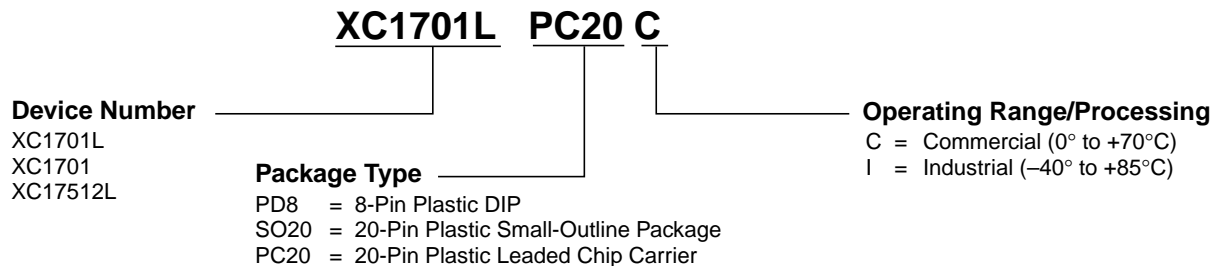 XC1701L PC20 C
Device Number
XC1701L
XC1701
XC17512L
Package Type
PD8 = 8-Pin Plastic DIP
SO20 = 20-Pin Plastic Small-Outline Package
PC20 = 20-Pin Plastic Leaded Chip Carrier
Operating Range/Processing
C = Commercial (0° to +70°C)
I = Industrial (–40° to +85°C)